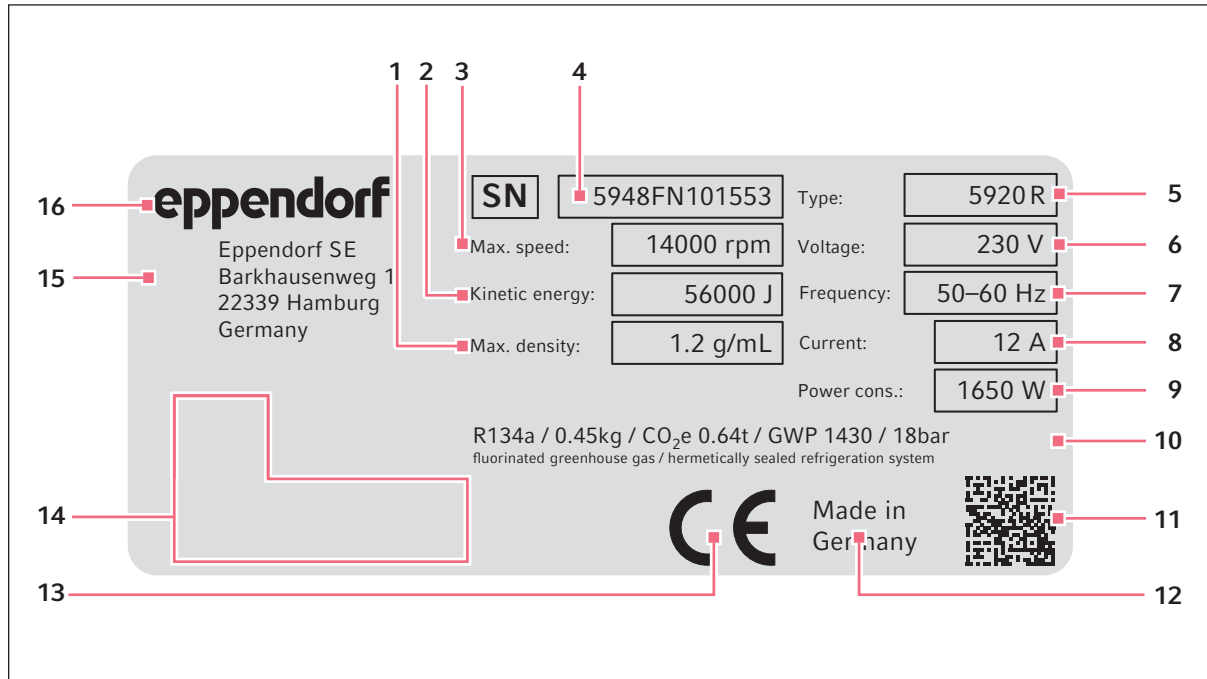 1 2 3 4
16 eppendorf SN 5948FN101553 Type: 5920 R 5
15 Eppendorf SE
Barkhausenweg 1
22339 Hamburg
Germany
Max. speed: 14000 rpm Voltage: 230 V 6
Kinetic energy: 56000 J Frequency: 50–60 Hz 7
Max. density: 1.2 g/mL Current: 12 A 8
Power cons.: 1650 W 9
R134a / 0.45kg / CO₂e 0.64t / GWP 1430 / 18bar 10
fluorinated greenhouse gas / hermetically sealed refrigeration system
14 CE Made in
Germany 11
13 12